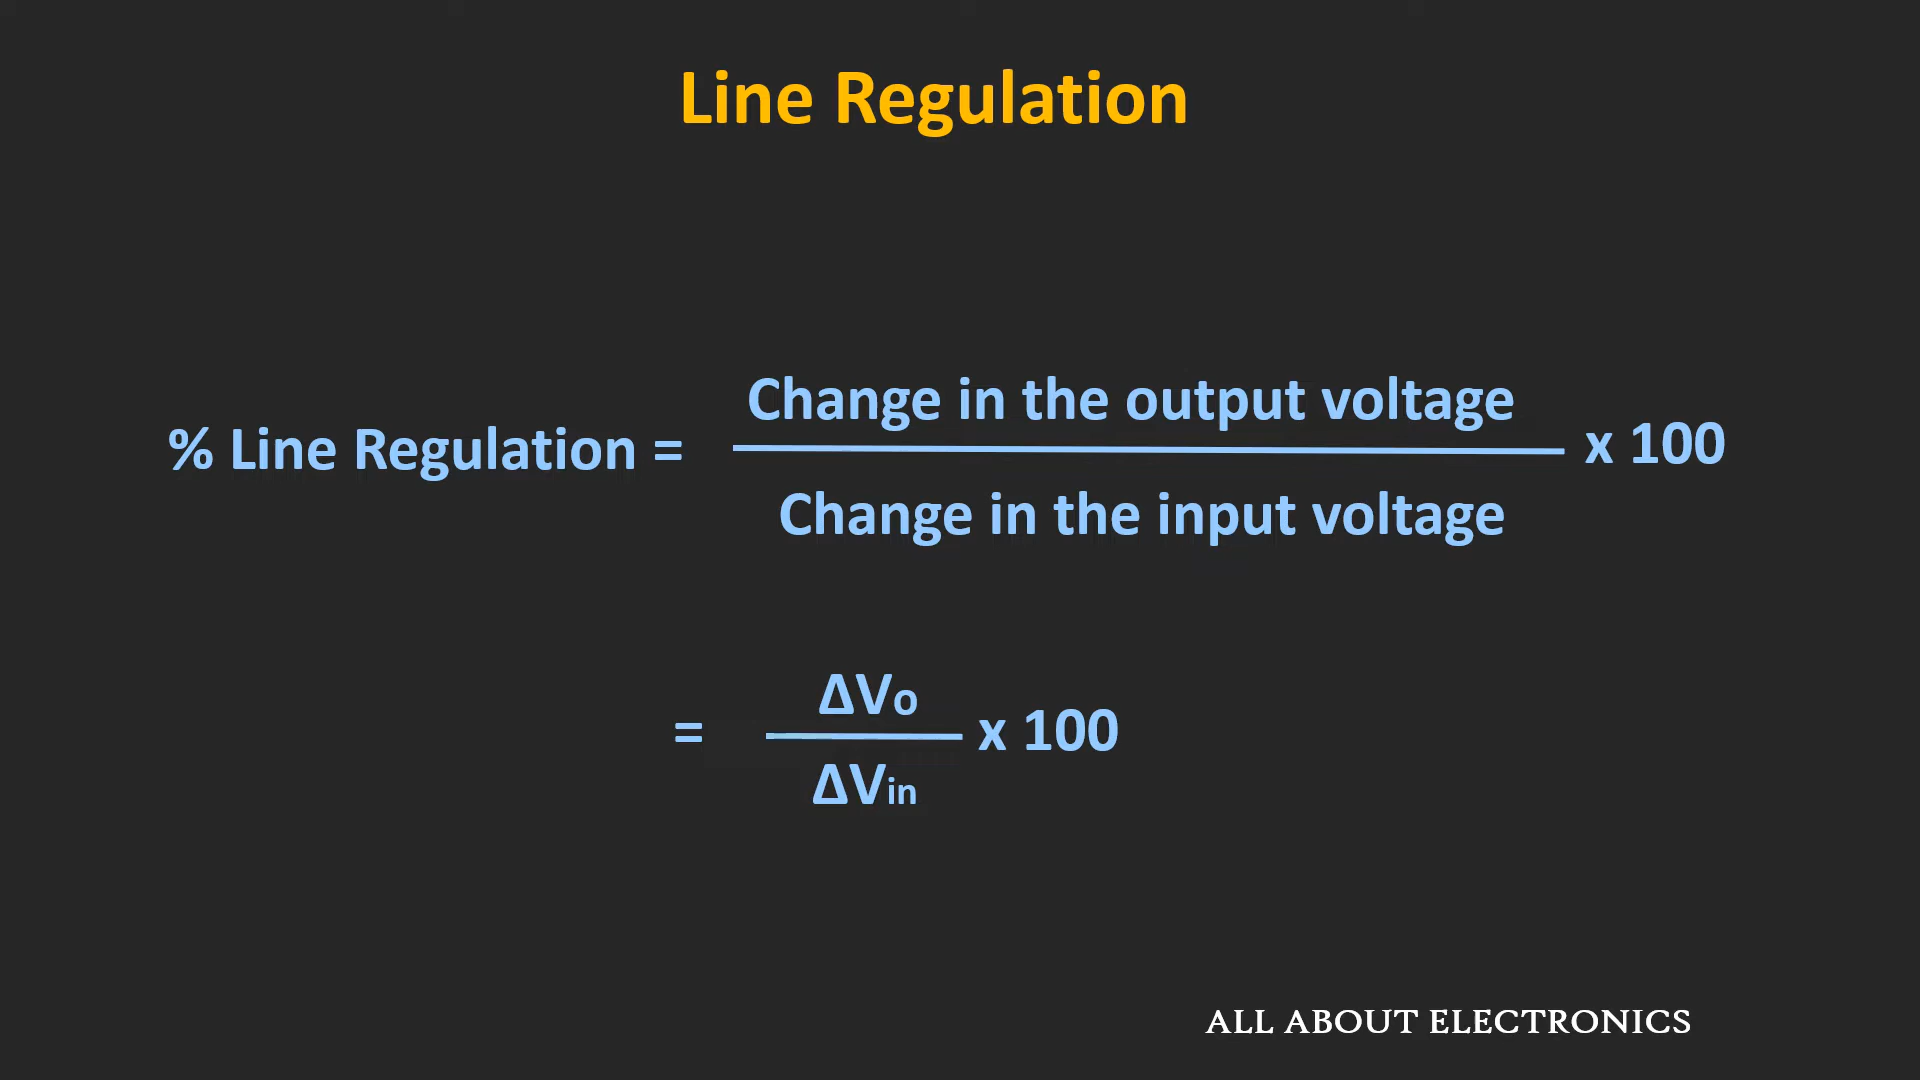 Line Regulation
Change in the output voltage
% Line Regulation = x 100
Change in the input voltage
ΔVo
= x 100
ΔVin
ALL ABOUT ELECTRONICS